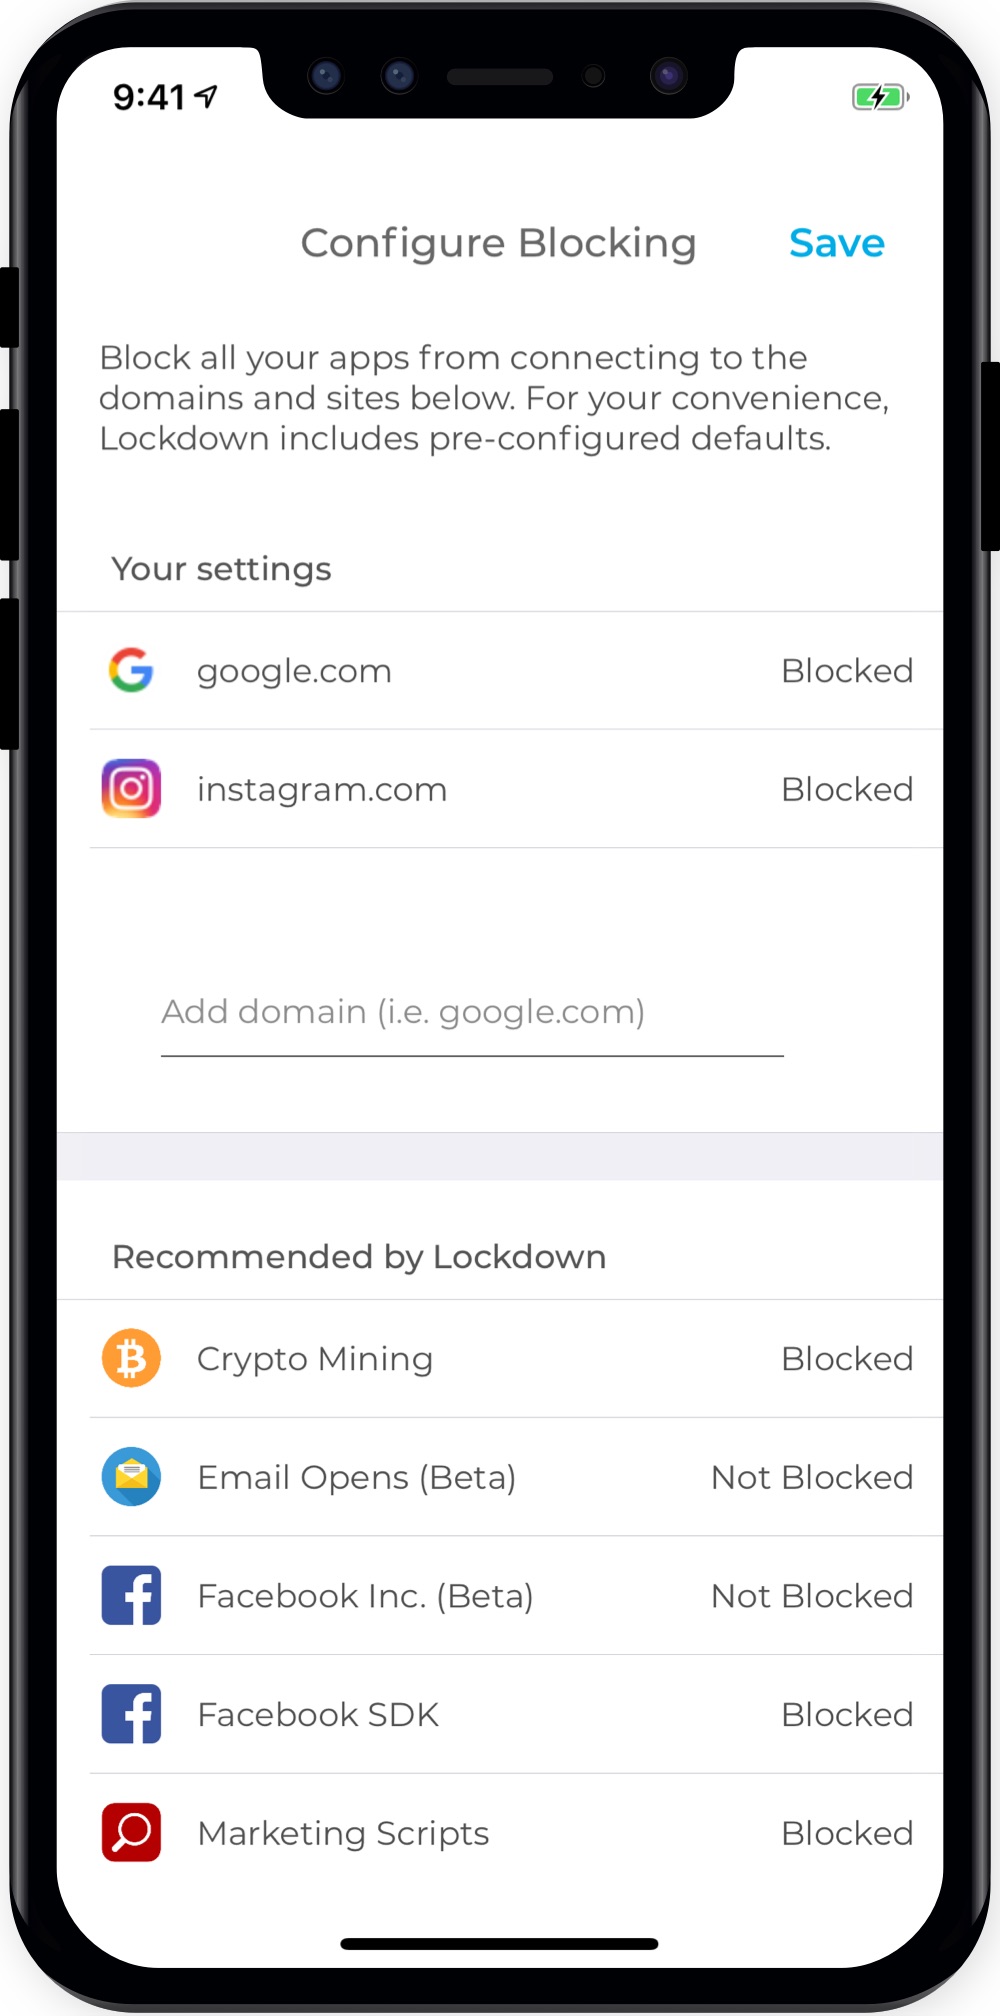 9:41
Configure Blocking
Save
Block all your apps from connecting to the
domains and sites below. For your convenience,
Lockdown includes pre-configured defaults.
Your settings
google.com Blocked
instagram.com Blocked
Add domain (i.e. google.com)
Recommended by Lockdown
Crypto Mining Blocked
Email Opens (Beta) Not Blocked
Facebook Inc. (Beta) Not Blocked
Facebook SDK Blocked
Marketing Scripts Blocked